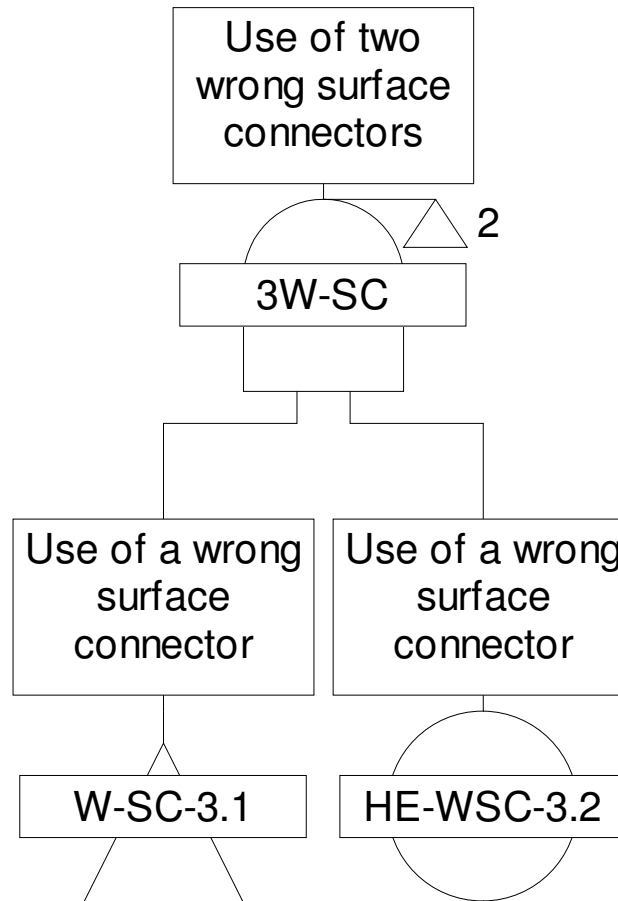 Use of two
wrong surface
connectors
2
3W-SC
Use of a wrong
surface
connector
Use of a wrong
surface
connector
W-SC-3.1
HE-WSC-3.2